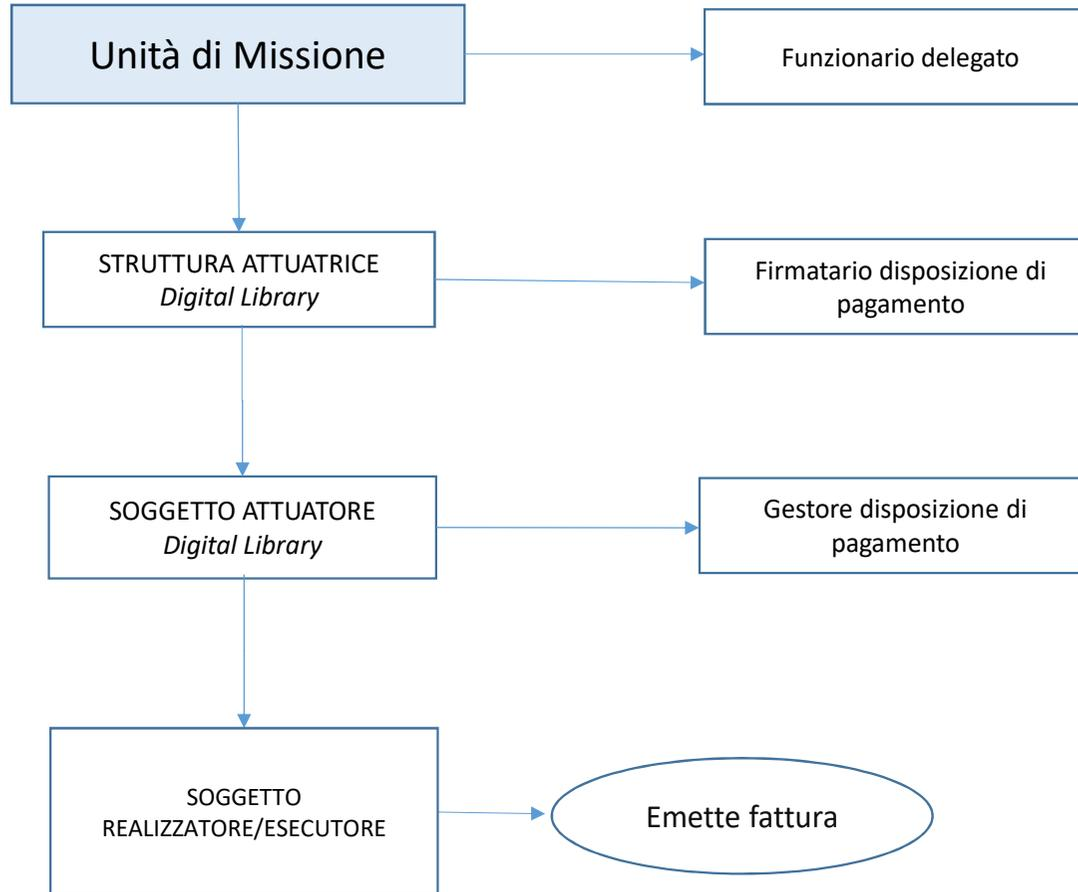 Unità di Missione
Funzionario delegato
STRUTTURA ATTUATRICE
Digital Library
Firmatario disposizione di
pagamento
SOGGETTO ATTUATORE
Digital Library
Gestore disposizione di
pagamento
SOGGETTO
REALIZZATORE/ESECUTORE
Emette fattura